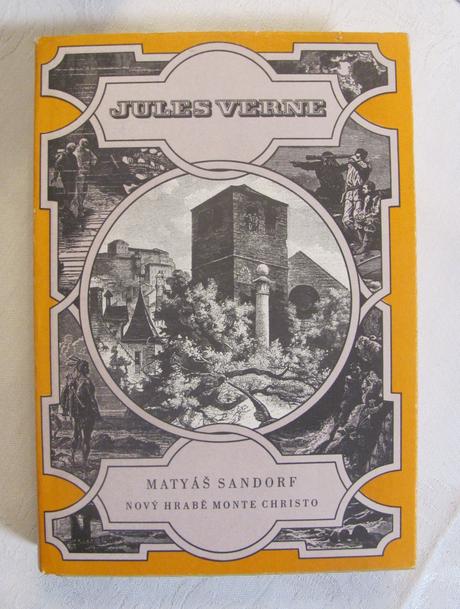 JULES VERNE
MATYÁŠ SANDORF
NOVÝ HRABĚ MONTE CHRISTO